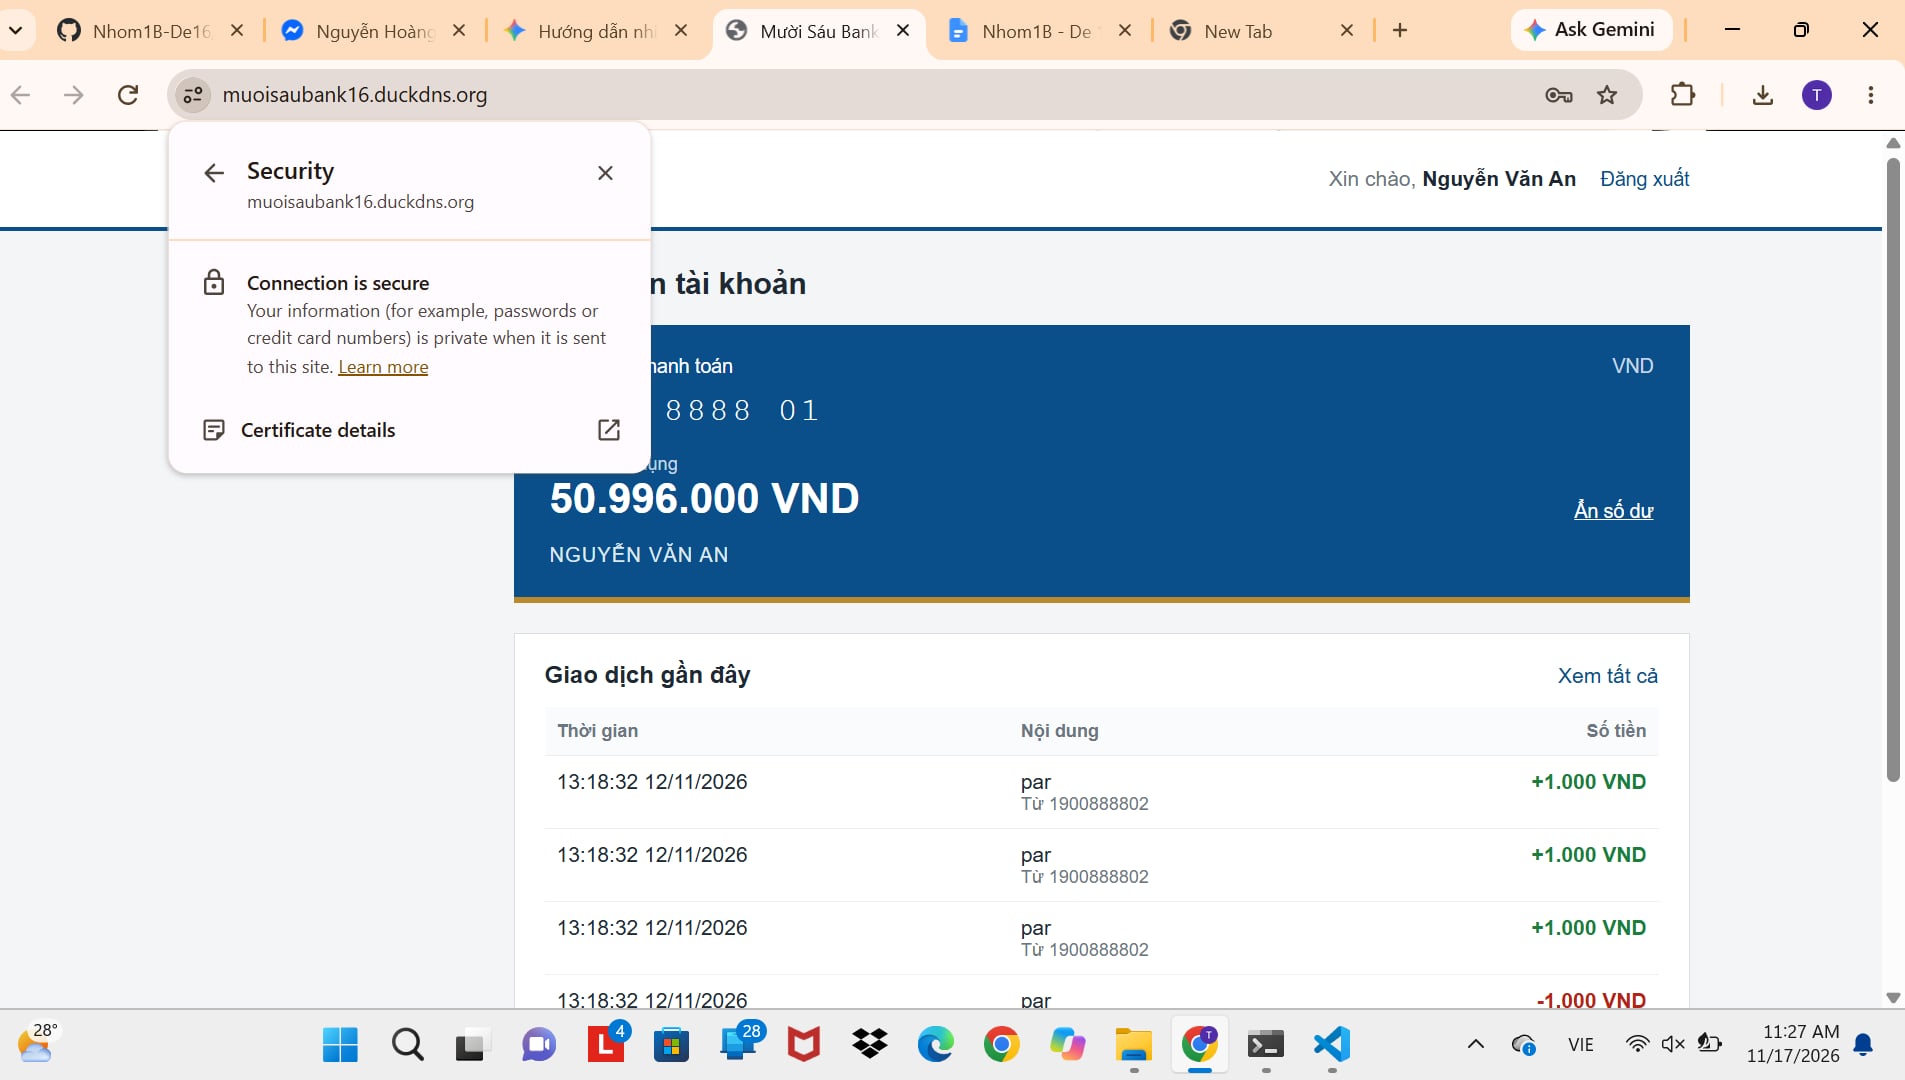 Nhom1B-De16
Nguyễn Hoàng
Hướng dẫn nhi
Mười Sáu Bank
Nhom1B - De 1
New Tab
Ask Gemini
muoisaubank16.duckdns.org
T
Security
muoisaubank16.duckdns.org
Connection is secure
Your information (for example, passwords or
credit card numbers) is private when it is sent
to this site. Learn more
Certificate details
Xin chào, Nguyễn Văn An
Đăng xuất
n tài khoản
hanh toán
VND
8888 01
ụng
50.996.000 VND
Ẩn số dư
NGUYỄN VĂN AN
Giao dịch gần đây
Xem tất cả
Thời gian
Nội dung
Số tiền
13:18:32 12/11/2026
par
+1.000 VND
Từ 1900888802
13:18:32 12/11/2026
par
+1.000 VND
Từ 1900888802
13:18:32 12/11/2026
par
+1.000 VND
Từ 1900888802
13:18:32 12/11/2026
par
-1.000 VND
28°
L
4
28
T
VIE
11:27 AM
11/17/2026